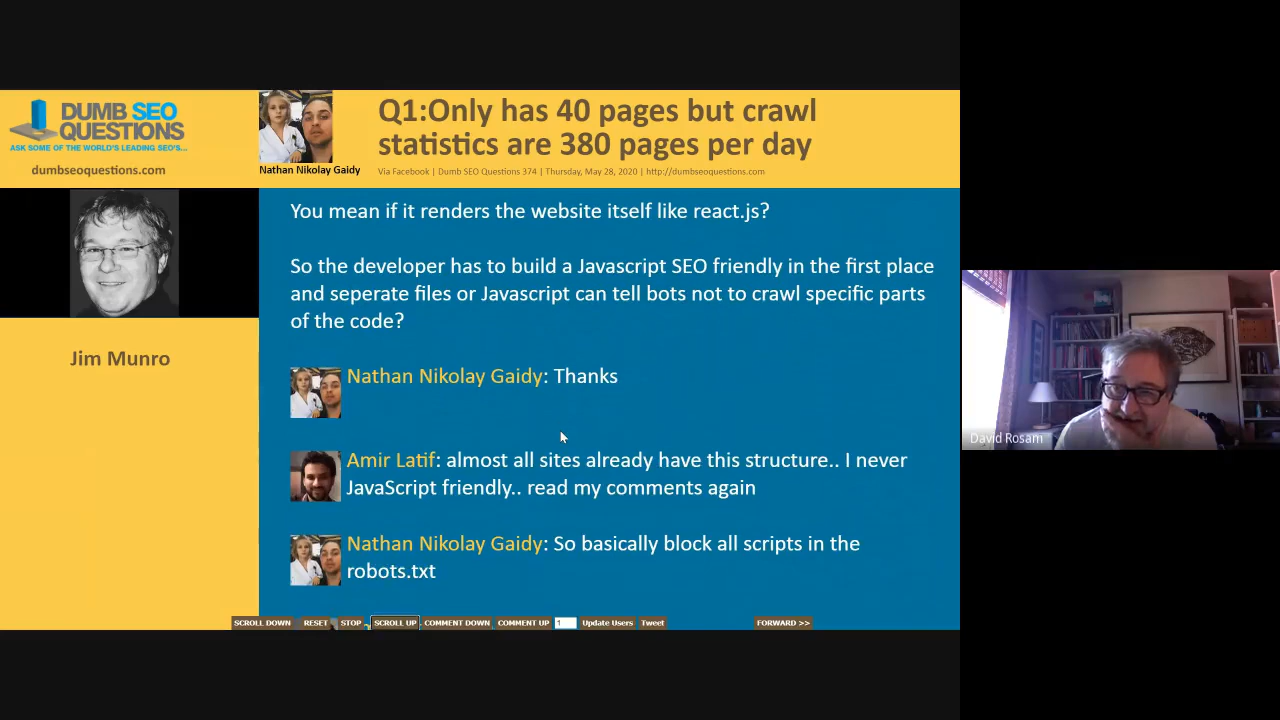 DUMB SEO
QUESTIONS
ASK SOME OF THE WORLD'S LEADING SEO'S...
dumbseoquestions.com
Nathan Nikolay Gaidy
Q1:Only has 40 pages but crawl
statistics are 380 pages per day
Via Facebook | Dumb SEO Questions 374 | Thursday, May 28, 2020 | http://dumbseoquestions.com
Jim Munro
You mean if it renders the website itself like react.js?
So the developer has to build a Javascript SEO friendly in the first place
and seperate files or Javascript can tell bots not to crawl specific parts
of the code?
Nathan Nikolay Gaidy: Thanks
Amir Latif: almost all sites already have this structure.. I never
JavaScript friendly.. read my comments again
Nathan Nikolay Gaidy: So basically block all scripts in the
robots.txt
SCROLL DOWN RESET STOP SCROLL UP COMMENT DOWN COMMENT UP 1 Update Users Tweet FORWARD >>
David Rosam